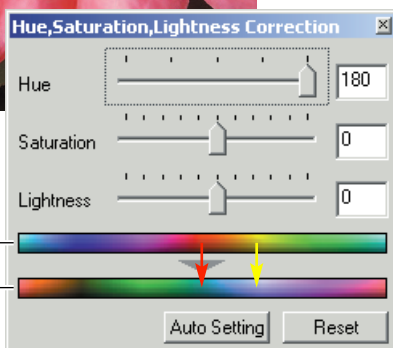 Hue,Saturation,Lightness Correction
Hue 180
Saturation 0
Lightness 0
Auto Setting Reset